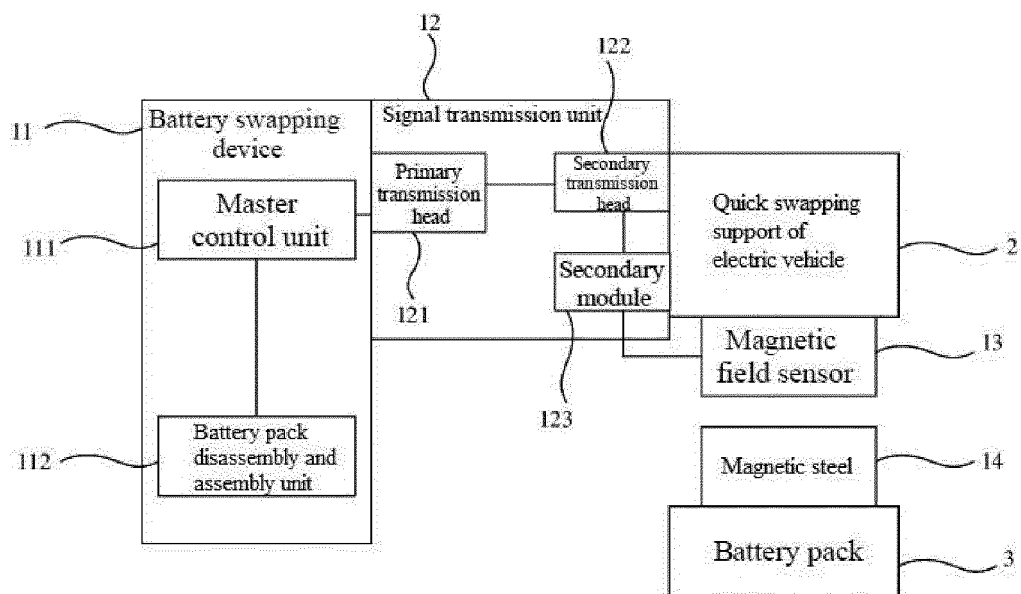 12
122
11
Battery swapping
device
Signal transmission unit
Primary
transmission
head
Secondary
transmission
head
Master
control unit
111
Quick swapping
support of
electric vehicle
2
Secondary
module
121
Magnetic
field sensor
13
123
112
Battery pack
disassembly and
assembly unit
Magnetic steel
14
Battery pack
3